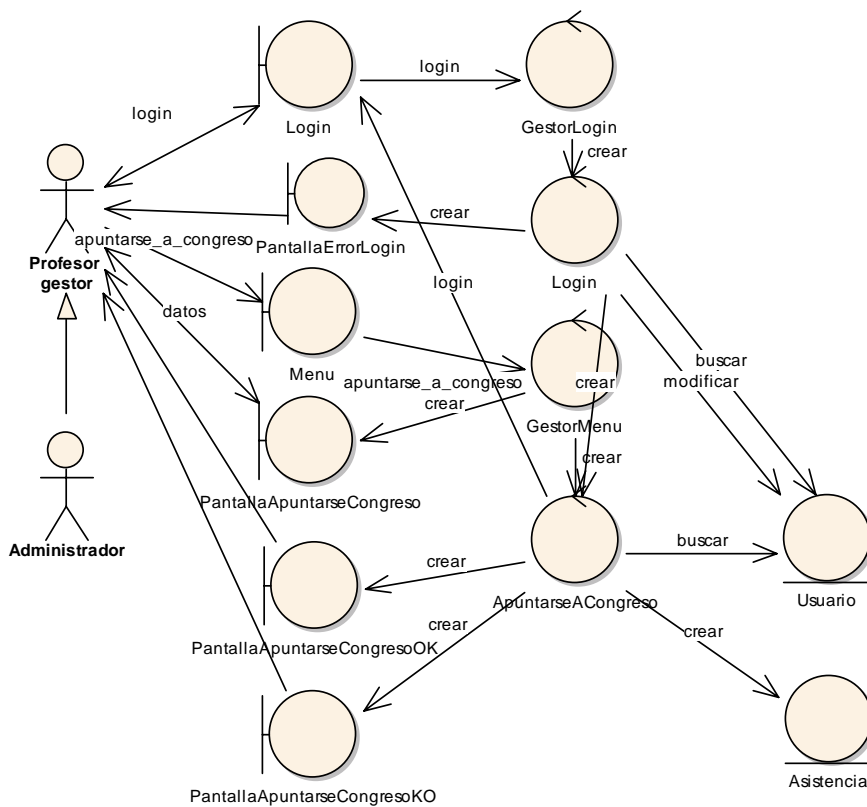 login
Login
login
GestorLogin
crear
Profesor
gestor
apuntarse_a_congreso
PantallaErrorLogin
crear
Login
login
datos
Menu
apuntarse_a_congreso
crear
crear
GestorMenu
crear
buscar
modificar
PantallaApuntarseCongreso
Administrador
crear
ApuntarseACongreso
buscar
Usuario
PantallaApuntarseCongresoOK
crear
crear
PantallaApuntarseCongresoKO
Asistencia